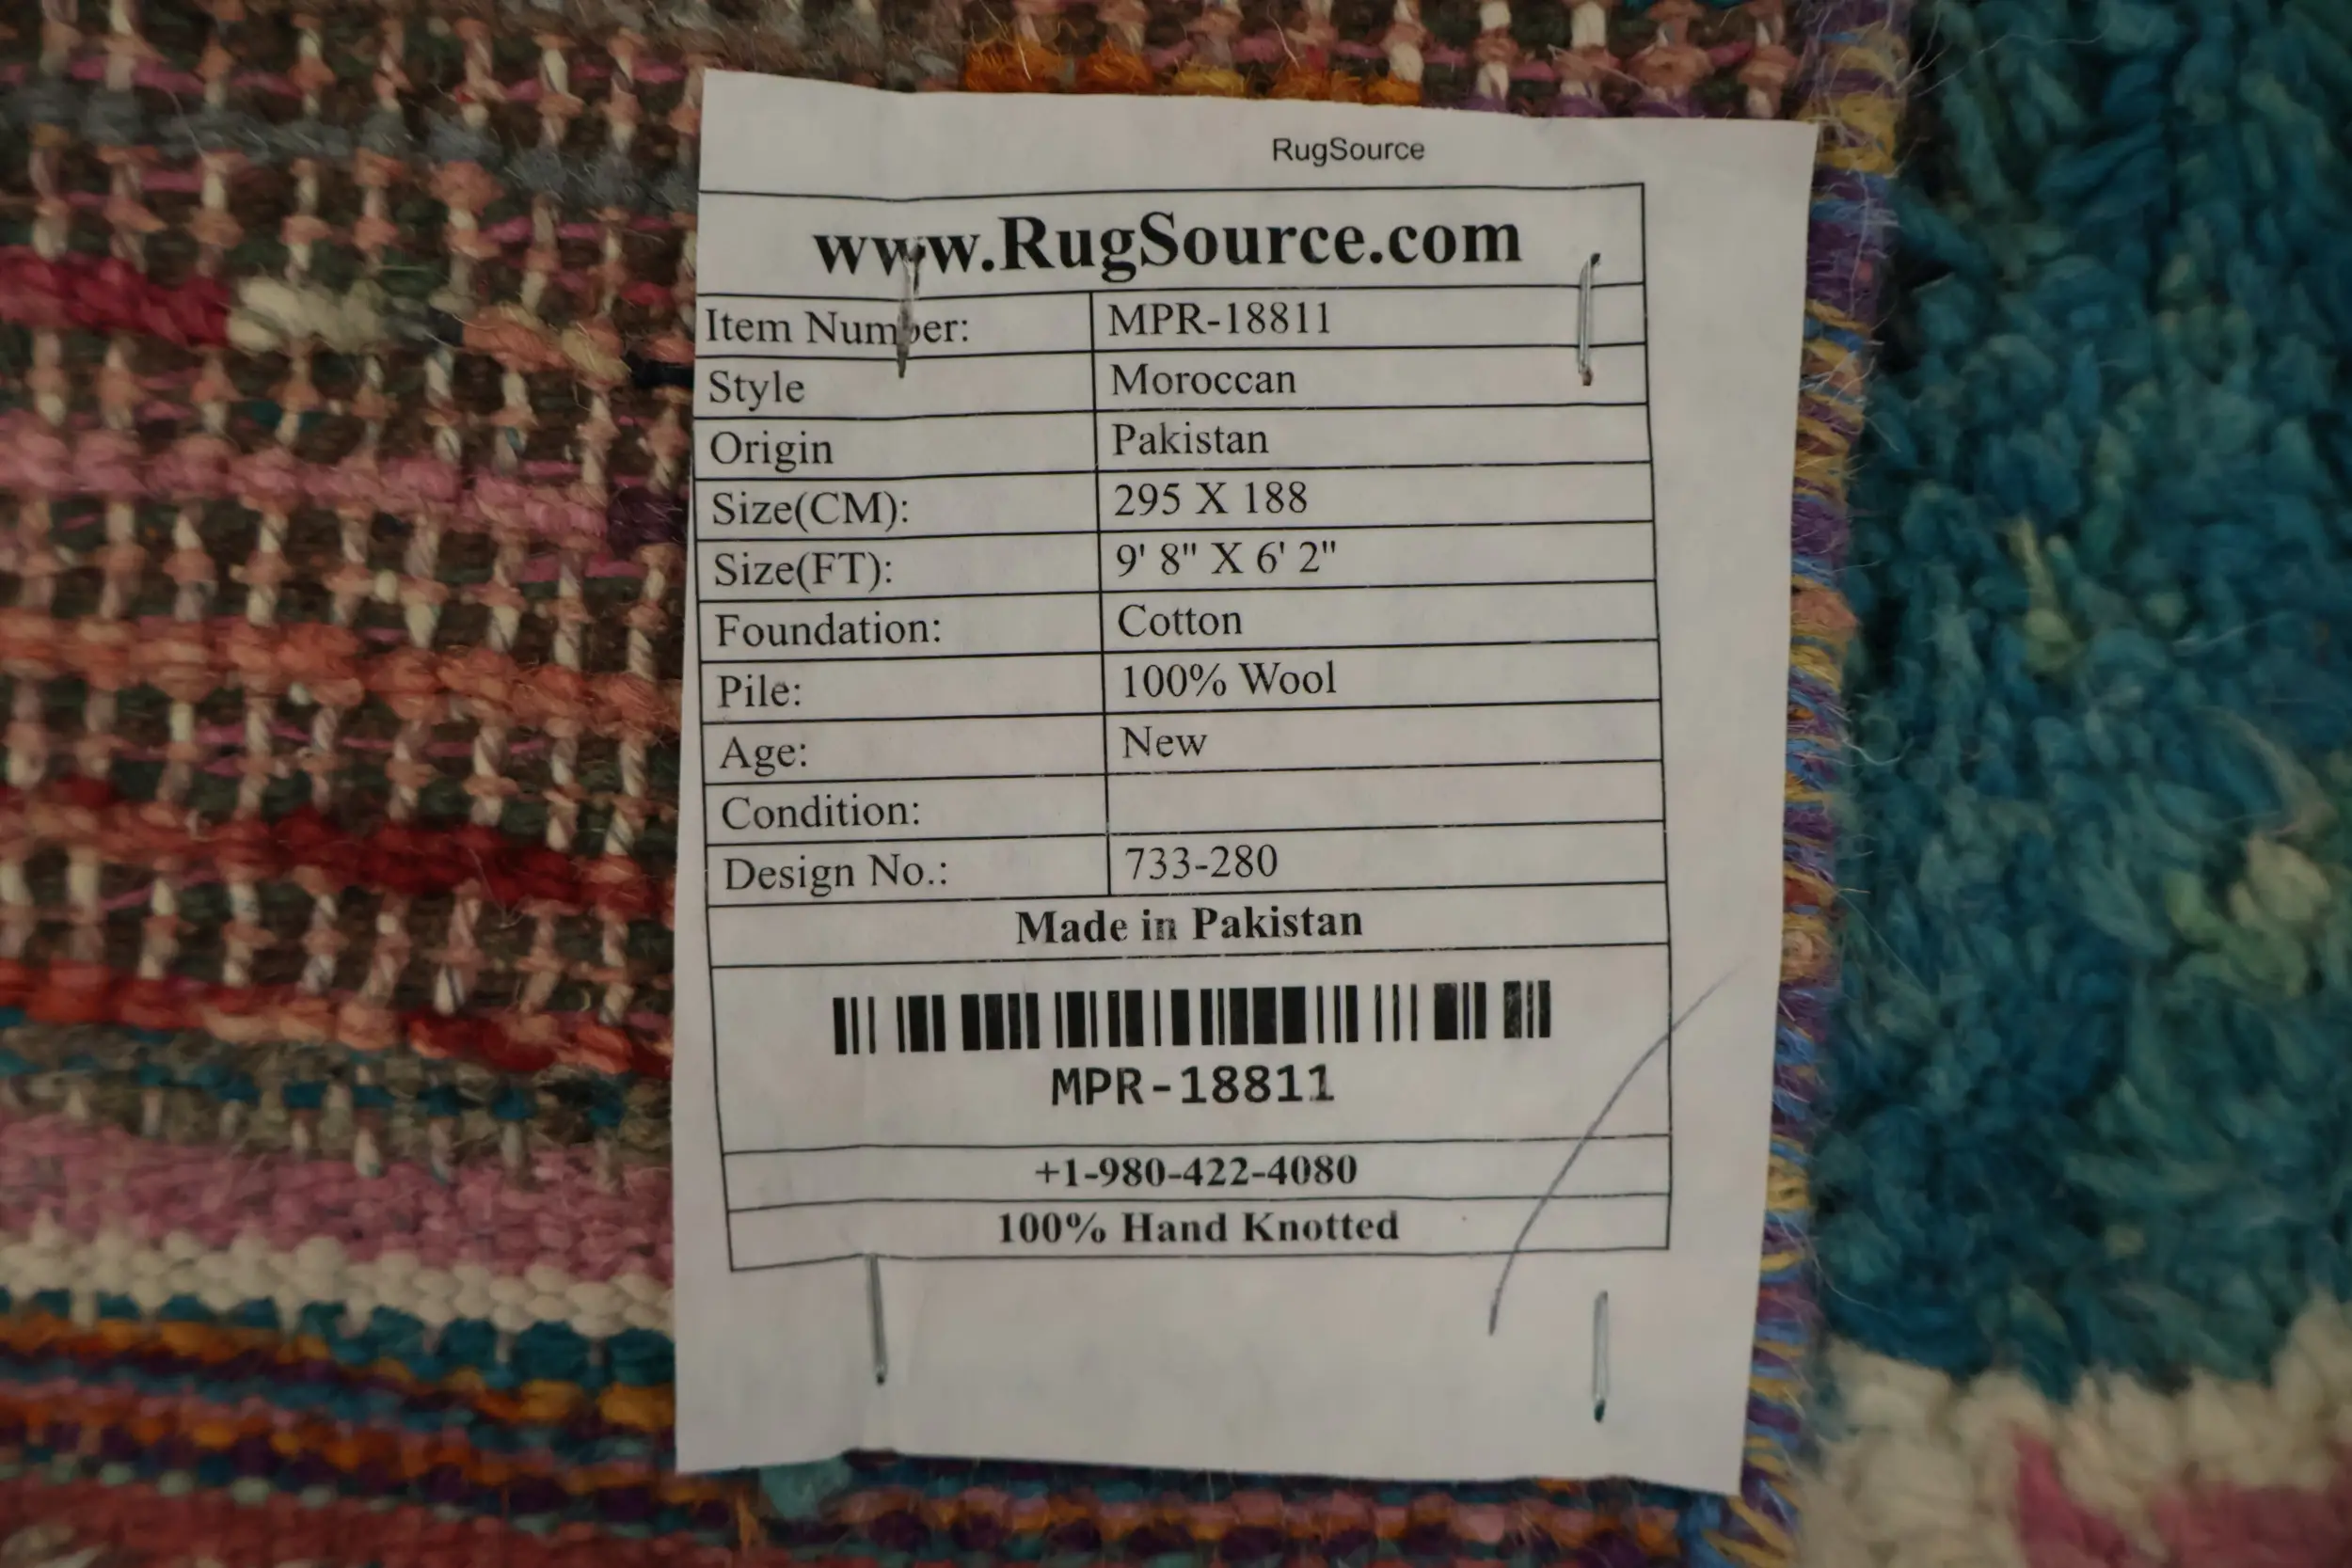 RugSource
www.RugSource.com
Item Number: MPR-18811
Style Moroccan
Origin Pakistan
Size(CM): 295 X 188
Size(FT): 9' 8" X 6' 2"
Foundation: Cotton
Pile: 100% Wool
Age: New
Condition:
Design No.: 733-280
Made in Pakistan
MPR-18811
+1-980-422-4080
100% Hand Knotted